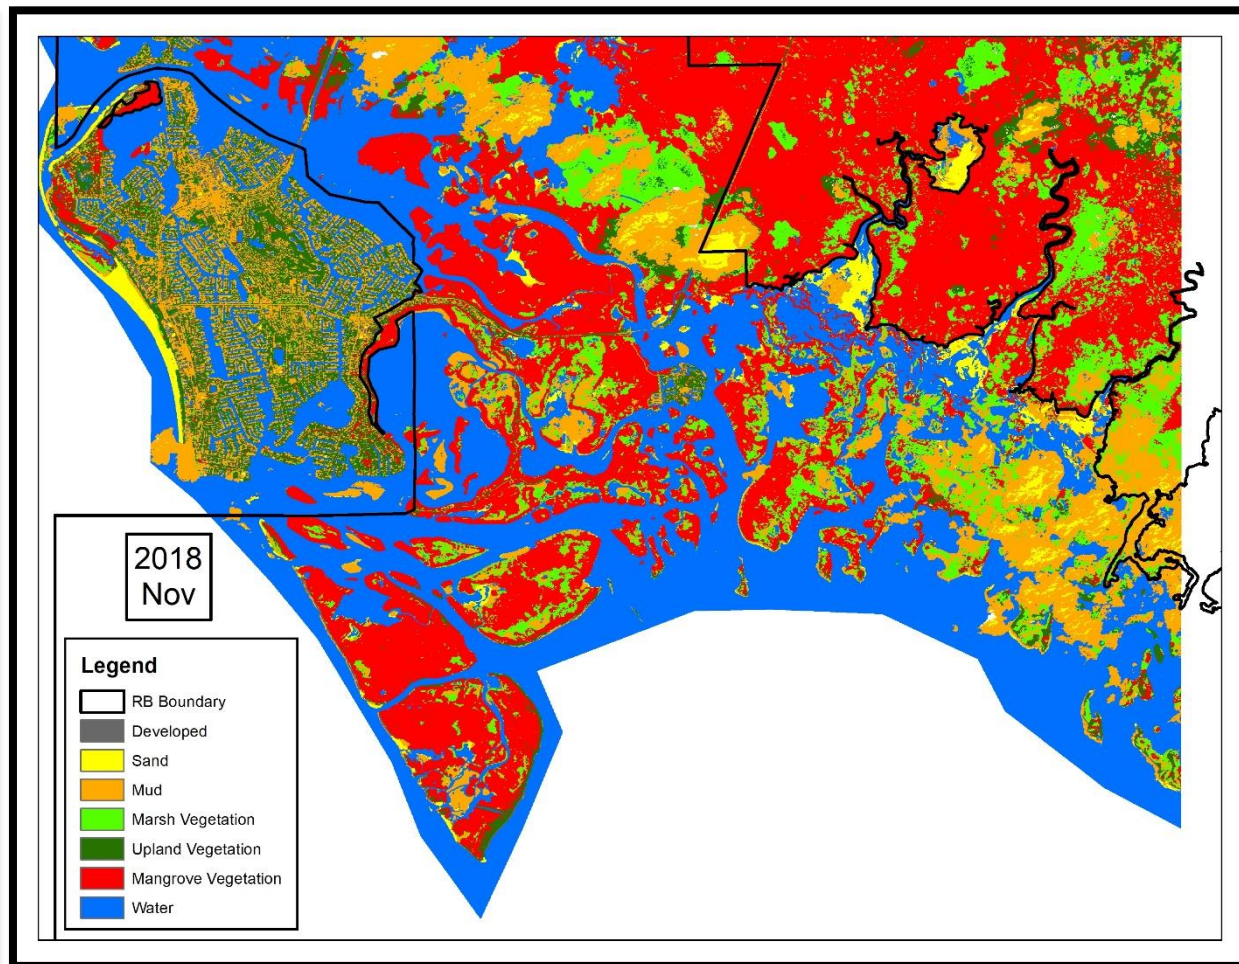 2018
Nov
Legend
RB Boundary
Developed
Sand
Mud
Marsh Vegetation
Upland Vegetation
Mangrove Vegetation
Water